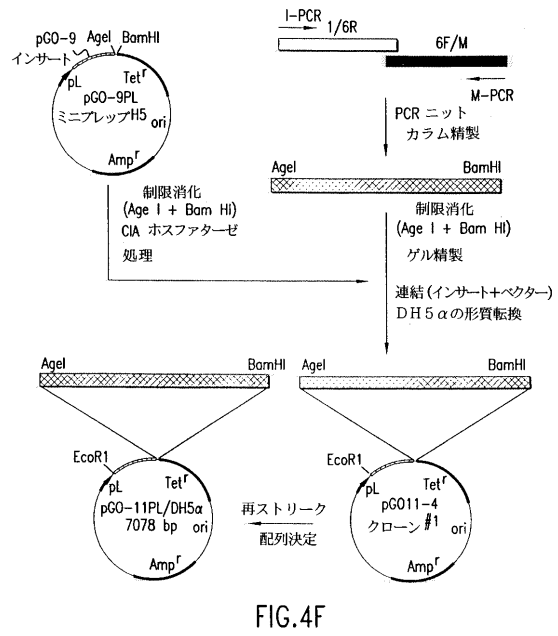 pGO-9
インサート
AgeI
BamHI
pL
Tetr
pGO-9PL
ミニプレップH5
ori
Ampr
I-PCR
1/6R
6F/M
M-PCR
PCR ニット
カラム精製
AgeI
BamHI
制限消化
(Age I + Bam HI)
CIA ホスファターゼ
処理
制限消化
(Age I + Bam HI)
ゲル精製
連結(インサート+ベクター)
DH5αの形質転換
AgeI
BamHI
EcoR1
pL
Tetr
pGO-11PL/DH5α
7078 bp
ori
Ampr
再ストリーク
配列決定
AgeI
BamHI
EcoR1
pL
Tetr
pGO11-4
クローン#1
ori
Ampr
FIG.4F